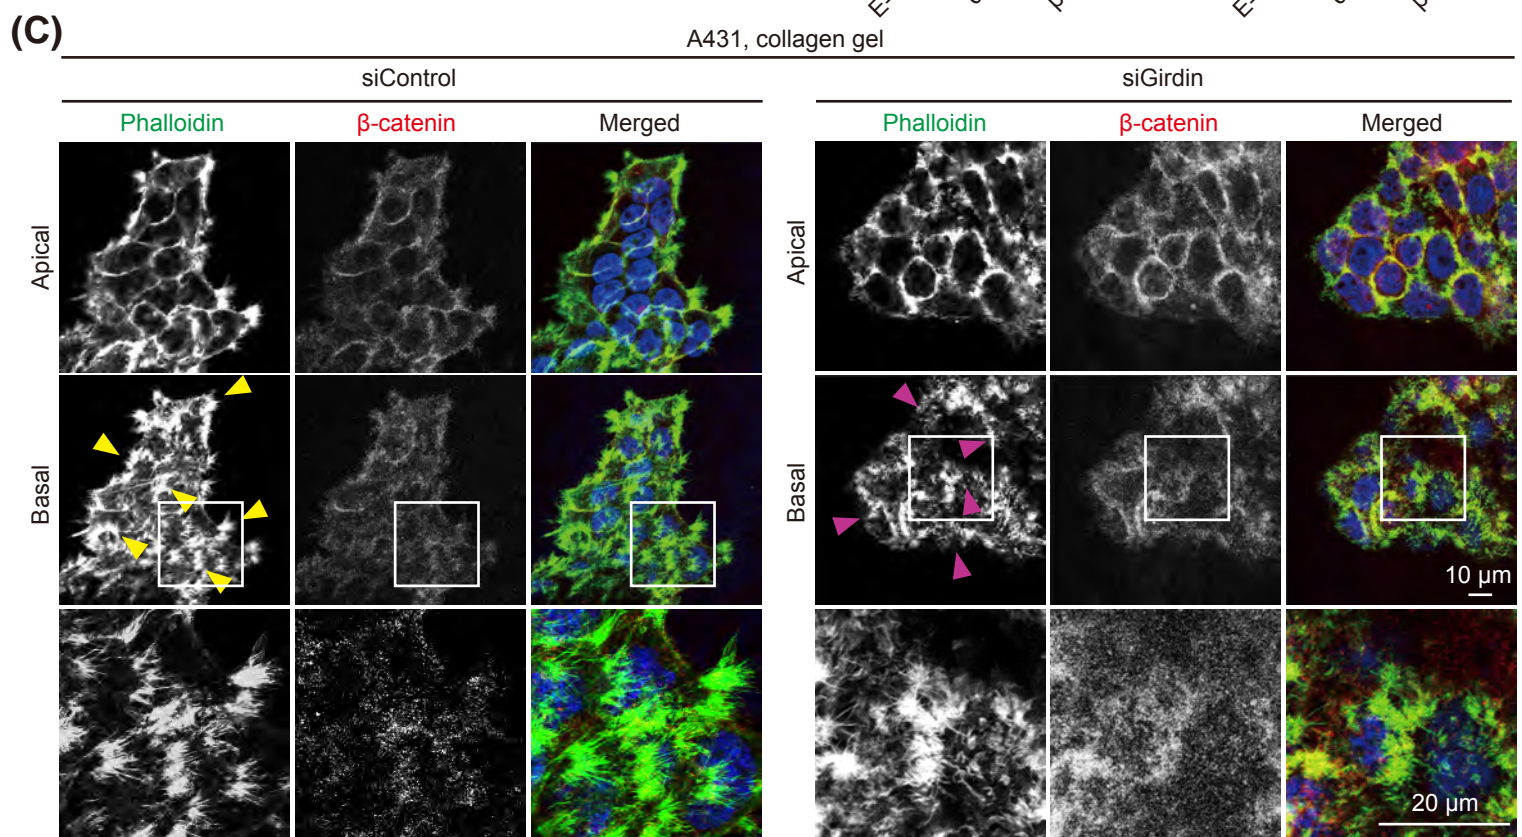 (C)
A431, collagen gel
siControl
siGirdin
Phalloidin β-catenin Merged
Phalloidin β-catenin Merged
Apical
Apical
Basal
Basal
10 μm
20 μm